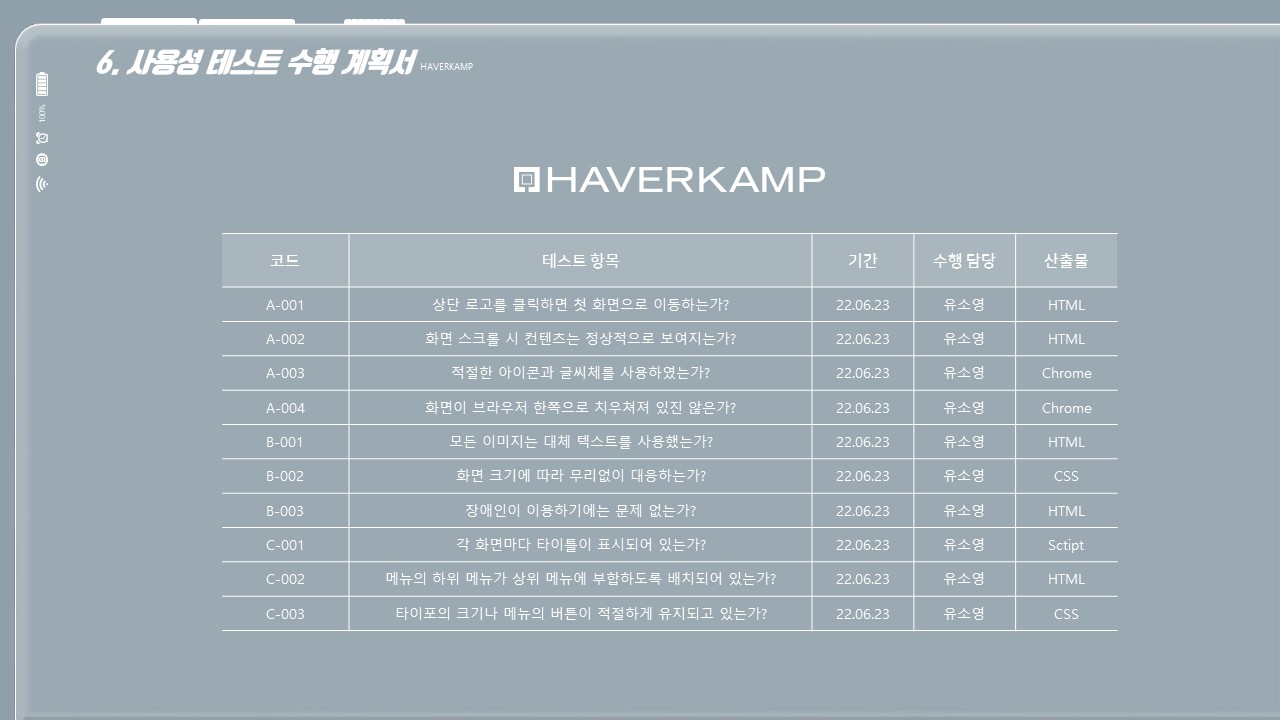 6. 사용성 테스트 수행 계획서 HAVERKAMP
100%
HAVERKAMP
코드 테스트 항목 기간 수행 담당 산출물
A-001 상단 로고를 클릭하면 첫 화면으로 이동하는가? 22.06.23 유소영 HTML
A-002 화면 스크롤 시 컨텐츠는 정상적으로 보여지는가? 22.06.23 유소영 HTML
A-003 적절한 아이콘과 글씨체를 사용하였는가? 22.06.23 유소영 Chrome
A-004 화면이 브라우저 한쪽으로 치우쳐져 있진 않은가? 22.06.23 유소영 Chrome
B-001 모든 이미지는 대체 텍스트를 사용했는가? 22.06.23 유소영 HTML
B-002 화면 크기에 따라 무리없이 대응하는가? 22.06.23 유소영 CSS
B-003 장애인이 이용하기에는 문제 없는가? 22.06.23 유소영 HTML
C-001 각 화면마다 타이틀이 표시되어 있는가? 22.06.23 유소영 Sctipt
C-002 메뉴의 하위 메뉴가 상위 메뉴에 부합하도록 배치되어 있는가? 22.06.23 유소영 HTML
C-003 타이포의 크기나 메뉴의 버튼이 적절하게 유지되고 있는가? 22.06.23 유소영 CSS